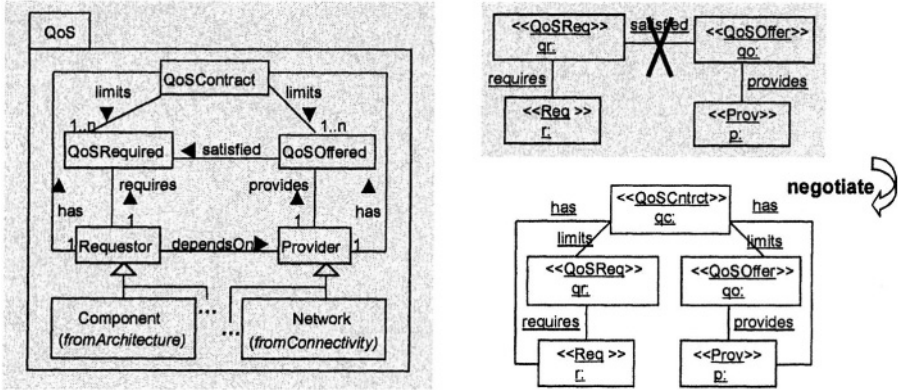 QoS
QoSContract
limits
limits
1..n
1..n
QoSRequired
satisfied
QoSOffered
requires
provides
has
1
1
has
1
Requestor
dependsOn
Provider
1
...
...
Component
(fromArchitecture)
Network
(fromConnectivity)
<<QoSReq>>
qr:
satisfied
<<QoSOffer>>
qo:
requires
provides
<<Req >>
r:
<<Prov>>
p:
negotiate
<<QoSCntrct>>
qc:
has
has
limits
limits
<<QoSReq>>
qr:
<<QoSOffer>>
qo:
requires
provides
<<Req >>
r:
<<Prov>>
p: